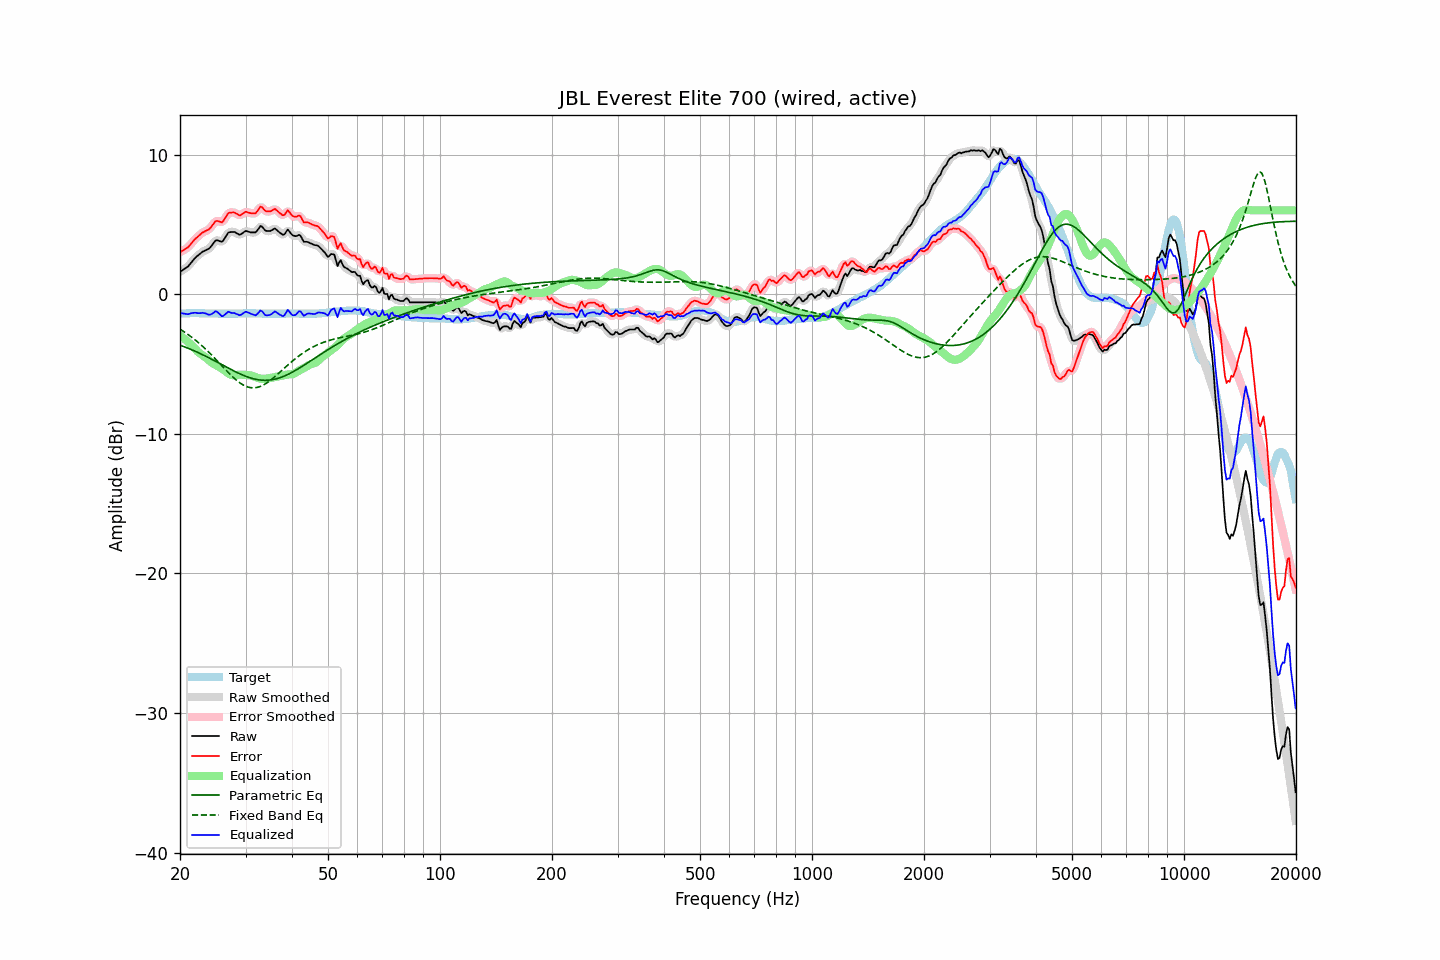 JBL Everest Elite 700 (wired, active)
10
0
−10
−20
−30
−40
Amplitude (dBr)
Target
Raw Smoothed
Error Smoothed
Raw
Error
Equalization
Parametric Eq
Fixed Band Eq
Equalized
20 50 100 200 500 1000 2000 5000 10000 20000
Frequency (Hz)